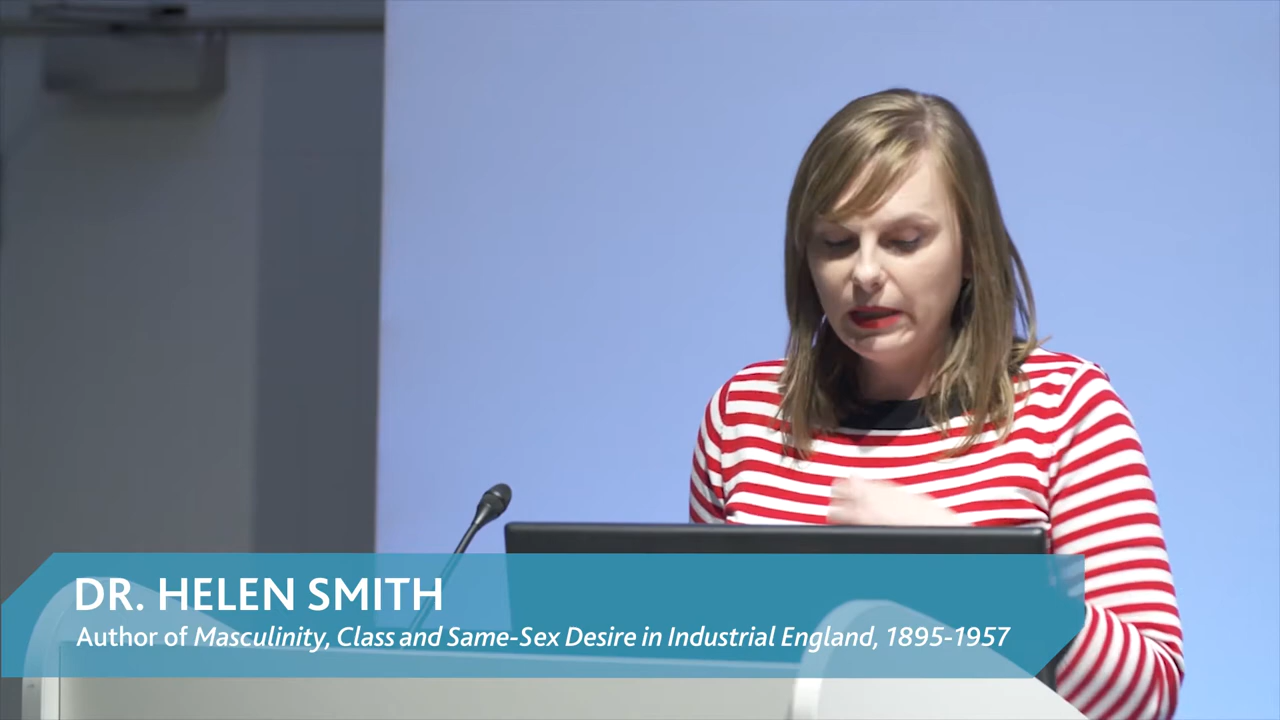 DR. HELEN SMITH
Author of Masculinity, Class and Same-Sex Desire in Industrial England, 1895-1957